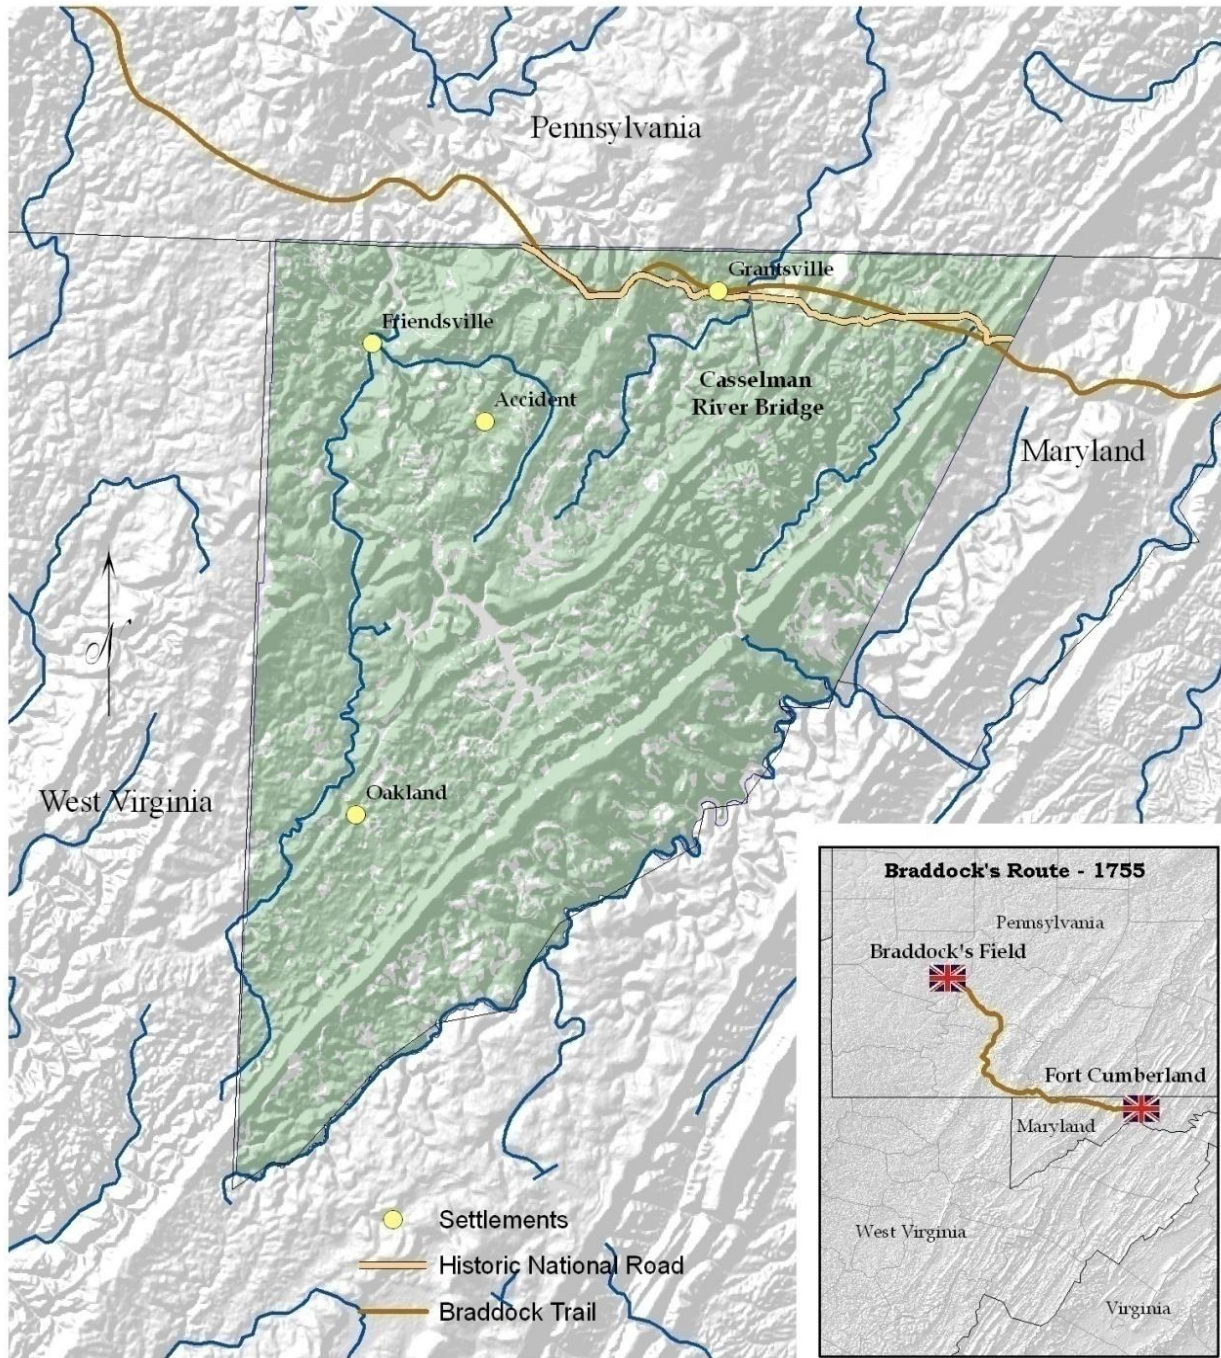 Pennsylvania
Grantsville
Friendsville
Accident
Casselman
River Bridge
Maryland
N
West Virginia
Oakland
Settlements
Historic National Road
Braddock Trail
Braddock's Route - 1755
Pennsylvania
Braddock's Field
Fort Cumberland
Maryland
West Virginia
Virginia